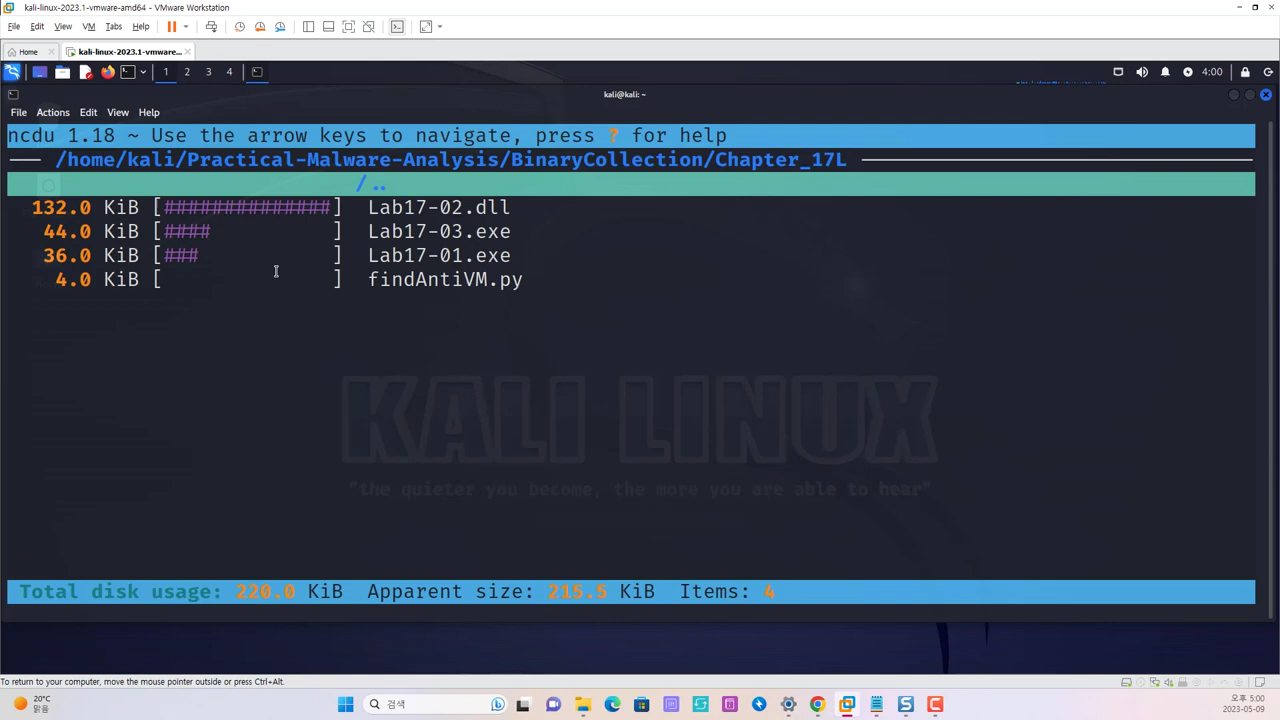 kali-linux-2023.1-vmware-amd64 - VMware Workstation
File Edit View VM Tabs Help
Home kali-linux-2023.1-vmware...
1 2 3 4 4:00
kali@kali: ~
File Actions Edit View Help
ncdu 1.18 ~ Use the arrow keys to navigate, press ? for help
--- /home/kali/Practical-Malware-Analysis/BinaryCollection/Chapter_17L ---
/..
132.0 KiB [##############] Lab17-02.dll
44.0 KiB [####          ] Lab17-03.exe
36.0 KiB [###           ] Lab17-01.exe
4.0 KiB [              ] findAntiVM.py
KALI LINUX
"the quieter you become, the more you are able to hear"
Total disk usage: 220.0 KiB Apparent size: 215.5 KiB Items: 4
To return to your computer, move the mouse pointer outside or press Ctrl+Alt.
20°C
맑음
검색
오후 5:00
2023-05-09